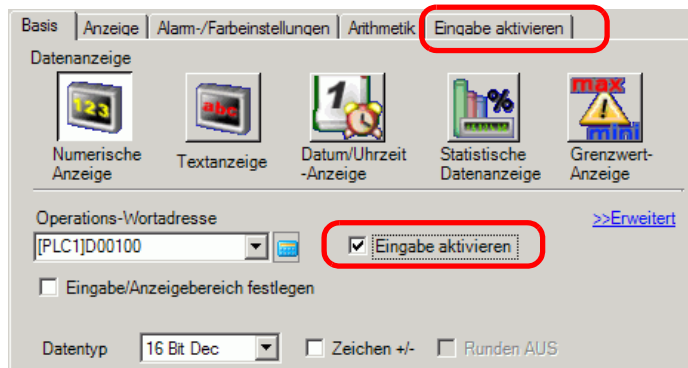 Basis Anzeige Alarm-/Farbeinstellungen Arithmetik Eingabe aktivieren
Datenanzeige
123 abc 1 % max mini
Numerische Anzeige
Textanzeige
Datum/Uhrzeit -Anzeige
Statistische Datenanzeige
Grenzwert- Anzeige
Operations-Wortadresse >>Erweitert
[PLC1]D00100 Eingabe aktivieren
Eingabe/Anzeigebereich festlegen
Datentyp 16 Bit Dec Zeichen +/- Runden AUS